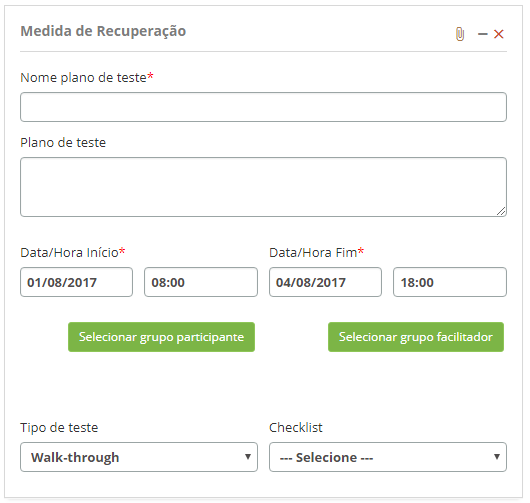 Medida de Recuperação
Nome plano de teste*
Plano de teste
Data/Hora Início* Data/Hora Fim*
01/08/2017 08:00 04/08/2017 18:00
Selecionar grupo participante Selecionar grupo facilitador
Tipo de teste Checklist
Walk-through --- Selecione ---